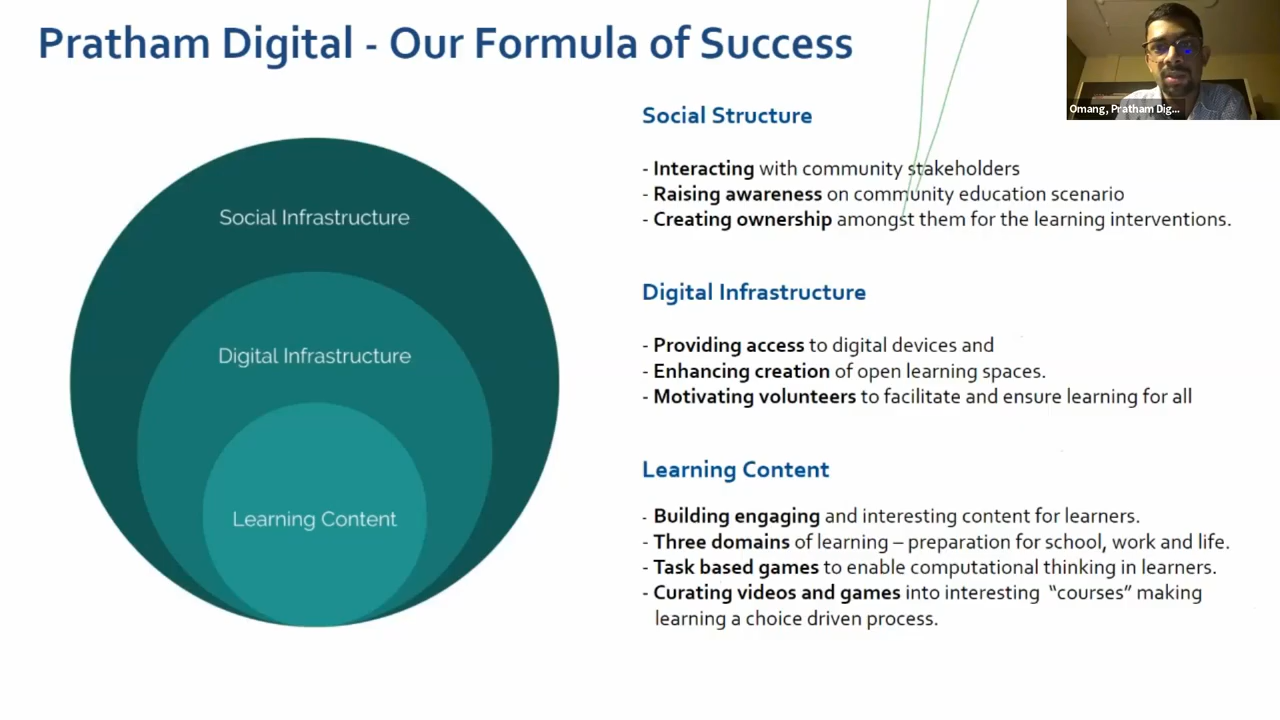 Pratham Digital - Our Formula of Success
Omang, Pratham Dig...
Social Infrastructure
Digital Infrastructure
Learning Content
Social Structure
- Interacting with community stakeholders
- Raising awareness on community education scenario
- Creating ownership amongst them for the learning interventions.
Digital Infrastructure
- Providing access to digital devices and
- Enhancing creation of open learning spaces.
- Motivating volunteers to facilitate and ensure learning for all
Learning Content
- Building engaging and interesting content for learners.
- Three domains of learning – preparation for school, work and life.
- Task based games to enable computational thinking in learners.
- Curating videos and games into interesting “courses” making
learning a choice driven process.